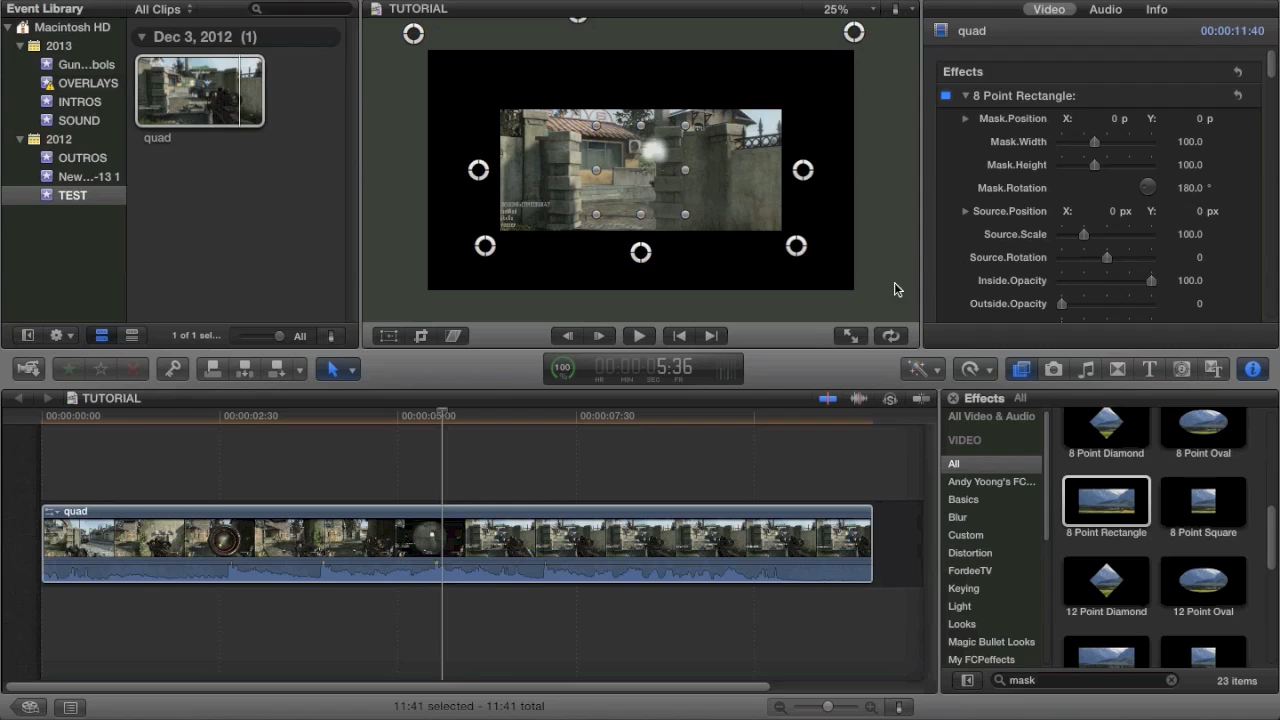 Event Library
All Clips
TUTORIAL
25%
Video
Audio
Info
Macintosh HD
2013
Gun...bols
OVERLAYS
INTROS
SOUND
2012
OUTROS
New...-13 1
TEST
Dec 3, 2012 (1)
quad
quad
00:00:11:40
Effects
8 Point Rectangle:
Mask.Position X: 0 p Y: 0 p
Mask.Width 100.0
Mask.Height 100.0
Mask.Rotation 180.0 °
Source.Position X: 0 px Y: 0 px
Source.Scale 100.0
Source.Rotation 0
Inside.Opacity 100.0
Outside.Opacity 0
1 of 1 sel...
All
100
00:00:05:36
HR MIN SEC FR
TUTORIAL
00:00:00:00
00:00:02:30
00:00:05:00
00:00:07:30
quad
Effects All
All Video & Audio
VIDEO
All
Andy Yoong's FC...
Basics
Blur
Custom
Distortion
FordeeTV
Keying
Light
Looks
Magic Bullet Looks
My FCPeffects
8 Point Diamond
8 Point Oval
8 Point Rectangle
8 Point Square
12 Point Diamond
12 Point Oval
mask
23 items
11:41 selected - 11:41 total